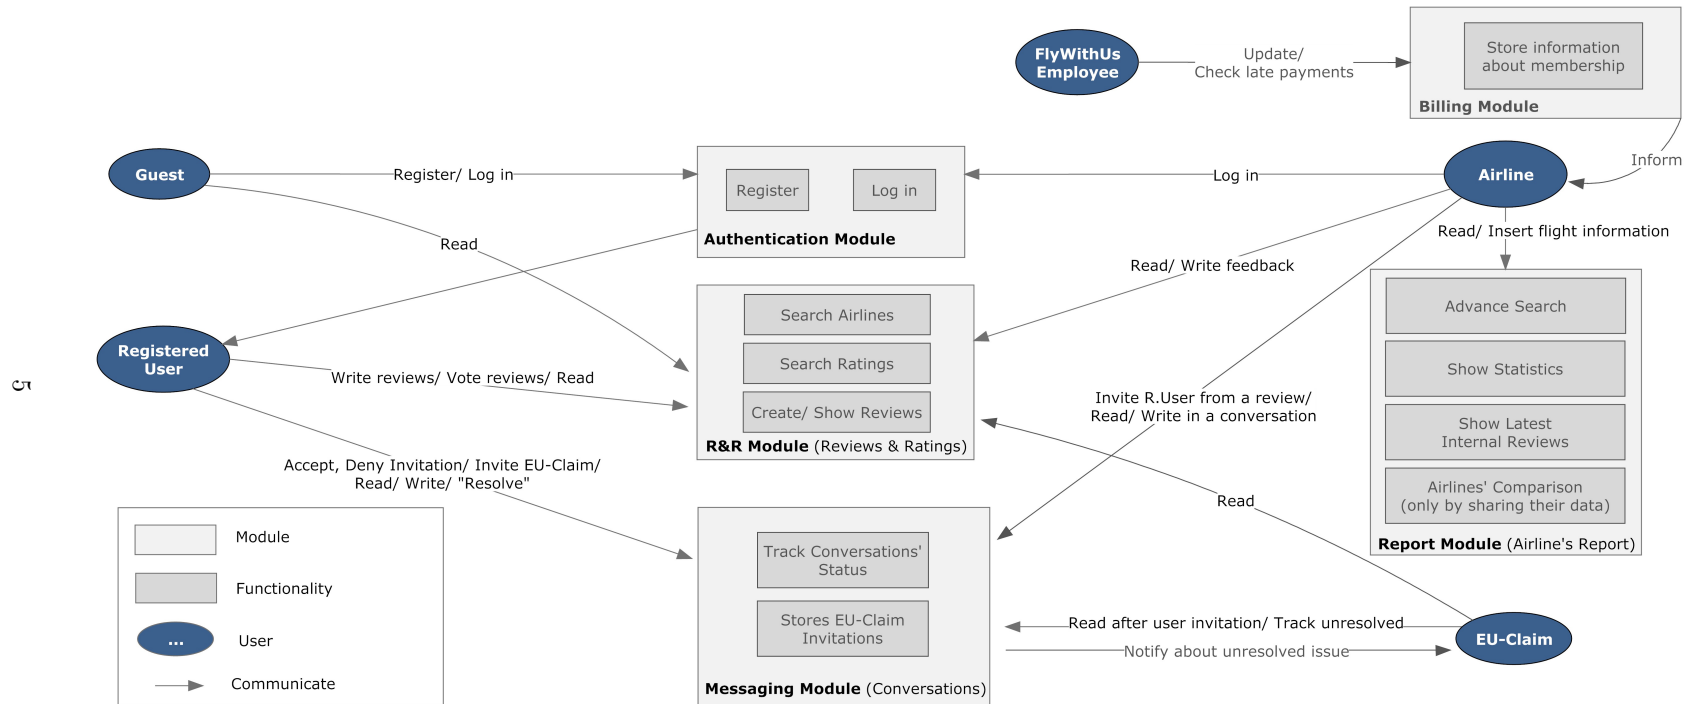 FlyWithUs
Employee
Update/
Check late payments
Store information
about membership
Billing Module
Inform
Guest
Register/ Log in
Register
Log in
Authentication Module
Log in
Airline
Read
Read/ Write feedback
Read/ Insert flight information
Registered
User
Write reviews/ Vote reviews/ Read
Search Airlines
Search Ratings
Create/ Show Reviews
R&R Module (Reviews & Ratings)
Invite R.User from a review/
Read/ Write in a conversation
Advance Search
Show Statistics
Show Latest
Internal Reviews
Airlines' Comparison
(only by sharing their data)
Report Module (Airline's Report)
5
Accept, Deny Invitation/ Invite EU-Claim/
Read/ Write/ "Resolve"
Read
Module
Functionality
...
User
Communicate
Track Conversations'
Status
Stores EU-Claim
Invitations
Messaging Module (Conversations)
Read after user invitation/ Track unresolved
Notify about unresolved issue
EU-Claim